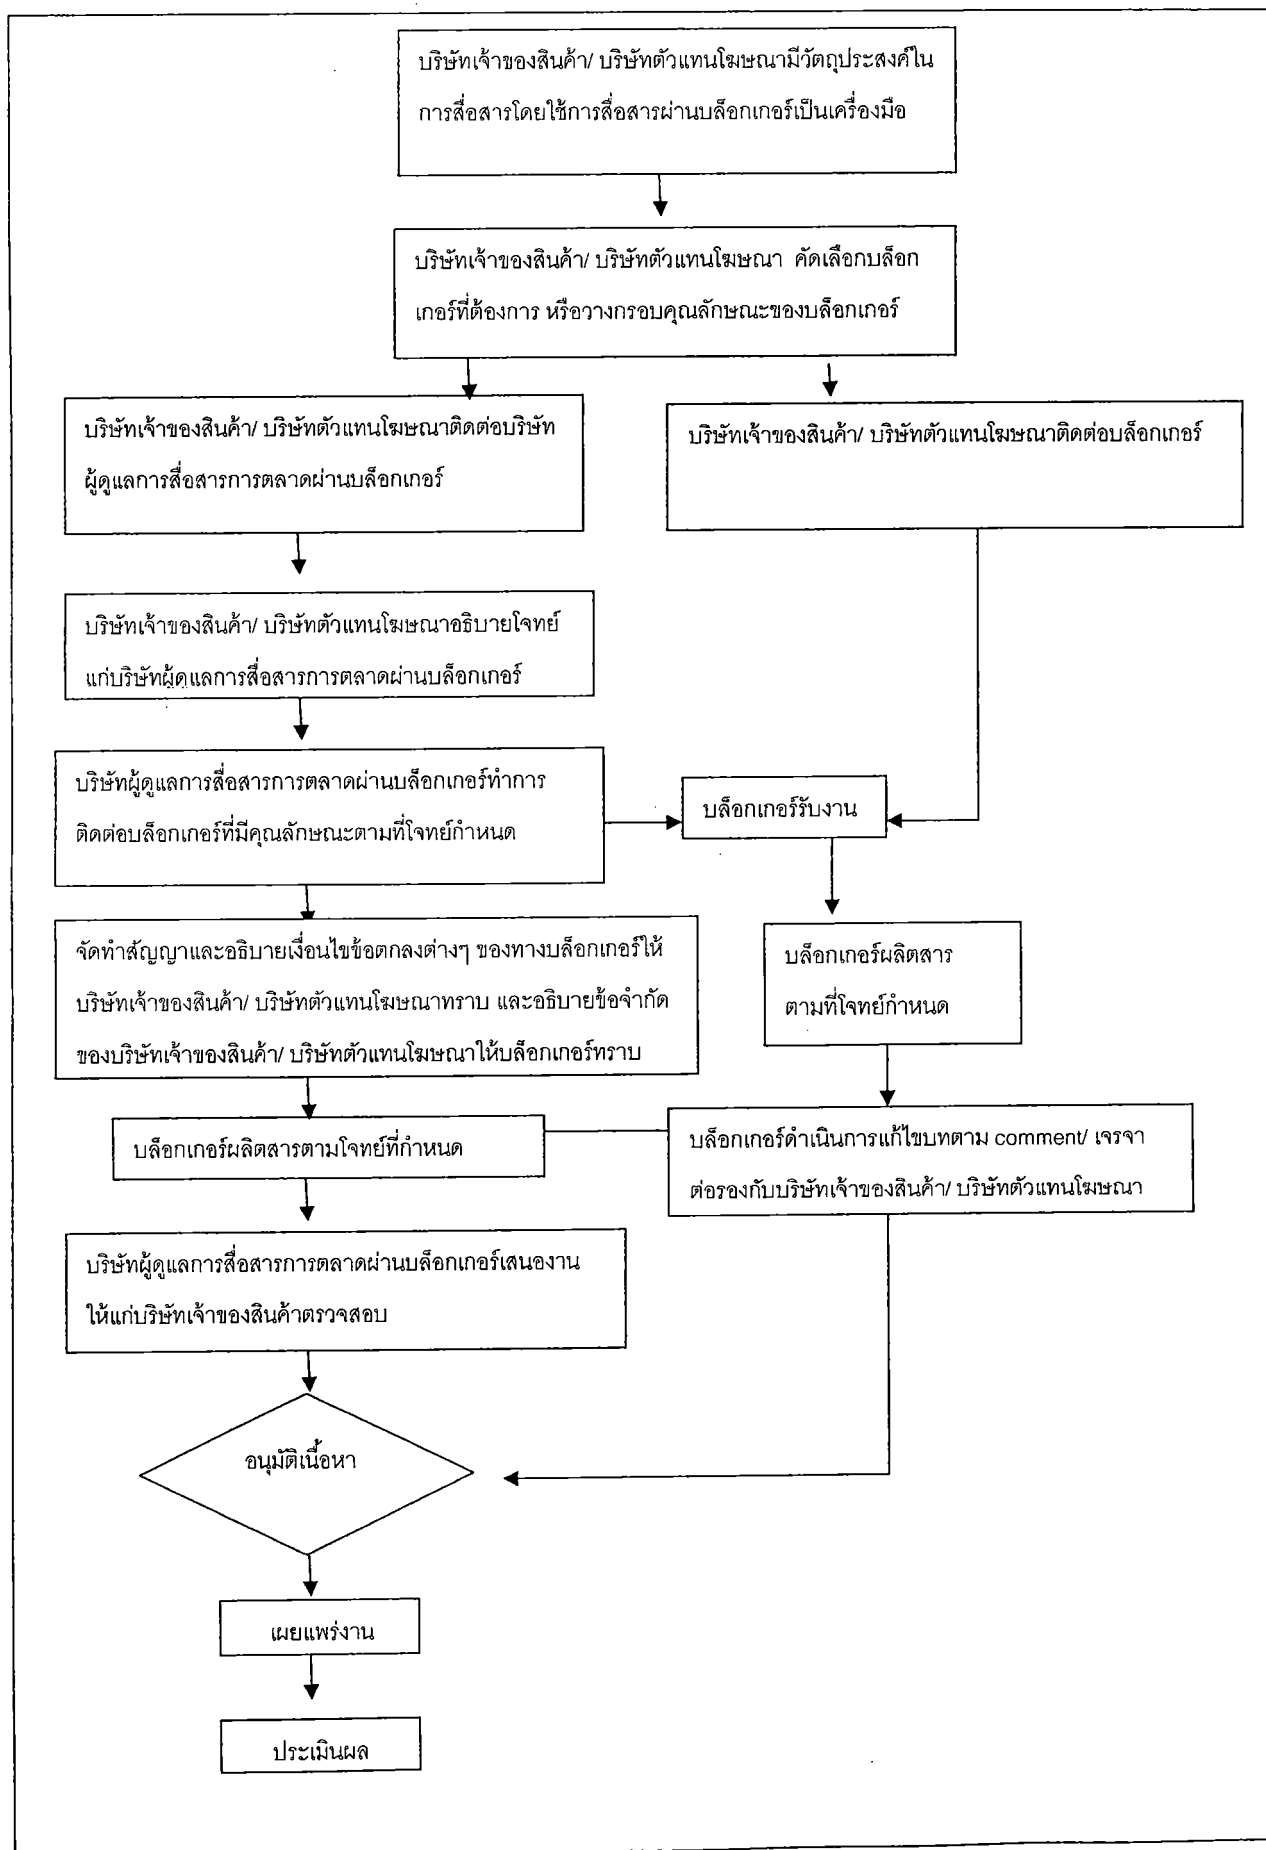 บริษัทเจ้าของสินค้า/ บริษัทตัวแทนโฆษณามีวัตถุประสงค์ใน
การสื่อสารโดยใช้การสื่อสารผ่านบล็อกเกอร์เป็นเครื่องมือ
บริษัทเจ้าของสินค้า/ บริษัทตัวแทนโฆษณา คัดเลือกบล็อก
เกอร์ที่ต้องการ หรือวางกรอบคุณลักษณะของบล็อกเกอร์
บริษัทเจ้าของสินค้า/ บริษัทตัวแทนโฆษณาติดต่อบริษัท
ผู้ดูแลการสื่อสารการตลาดผ่านบล็อกเกอร์
บริษัทเจ้าของสินค้า/ บริษัทตัวแทนโฆษณาติดต่อบล็อกเกอร์
บริษัทเจ้าของสินค้า/ บริษัทตัวแทนโฆษณาอธิบายโจทย์
แก่บริษัทผู้ดูแลการสื่อสารการตลาดผ่านบล็อกเกอร์
บริษัทผู้ดูแลการสื่อสารการตลาดผ่านบล็อกเกอร์ทำการ
ติดต่อบล็อกเกอร์ที่มีคุณลักษณะตามที่โจทย์กำหนด
บล็อกเกอร์รับงาน
จัดทำสัญญาและอธิบายเงื่อนไขข้อตกลงต่างๆ ของทางบล็อกเกอร์ให้
บริษัทเจ้าของสินค้า/ บริษัทตัวแทนโฆษณาทราบ และอธิบายข้อจำกัด
ของบริษัทเจ้าของสินค้า/ บริษัทตัวแทนโฆษณาให้บล็อกเกอร์ทราบ
บล็อกเกอร์ผลิตสาร
ตามที่โจทย์กำหนด
บล็อกเกอร์ผลิตสารตามโจทย์ที่กำหนด
บล็อกเกอร์ดำเนินการแก้ไขบทตาม comment/ เจรจา
ต่อรองกับบริษัทเจ้าของสินค้า/ บริษัทตัวแทนโฆษณา
บริษัทผู้ดูแลการสื่อสารการตลาดผ่านบล็อกเกอร์เสนองาน
ให้แก่บริษัทเจ้าของสินค้าตรวจสอบ
อนุมัติเนื้อหา
เผยแพร่งาน
ประเมินผล